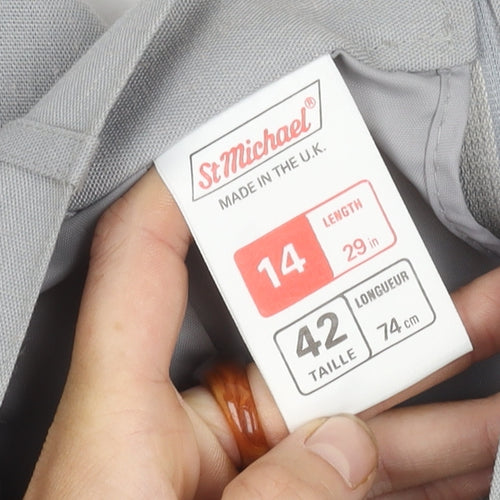 St Michael®
MADE IN THE U.K.
14 LENGTH
29 in
42 LONGUEUR
TAILLE 74 cm